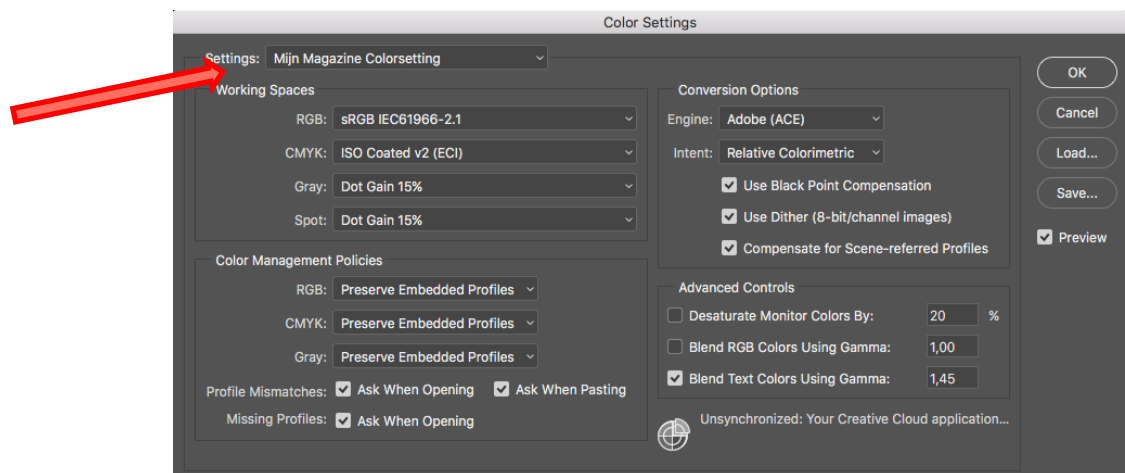 Color Settings
Settings: Mijn Magazine Colorsetting
Working Spaces
RGB: sRGB IEC61966-2.1
CMYK: ISO Coated v2 (ECI)
Gray: Dot Gain 15%
Spot: Dot Gain 15%
Color Management Policies
RGB: Preserve Embedded Profiles
CMYK: Preserve Embedded Profiles
Gray: Preserve Embedded Profiles
Profile Mismatches: Ask When Opening Ask When Pasting
Missing Profiles: Ask When Opening
Conversion Options
Engine: Adobe (ACE)
Intent: Relative Colorimetric
Use Black Point Compensation
Use Dither (8-bit/channel images)
Compensate for Scene-referred Profiles
Advanced Controls
Desaturate Monitor Colors By: 20 %
Blend RGB Colors Using Gamma: 1,00
Blend Text Colors Using Gamma: 1,45
Unsynchronized: Your Creative Cloud application...
OK
Cancel
Load...
Save...
Preview